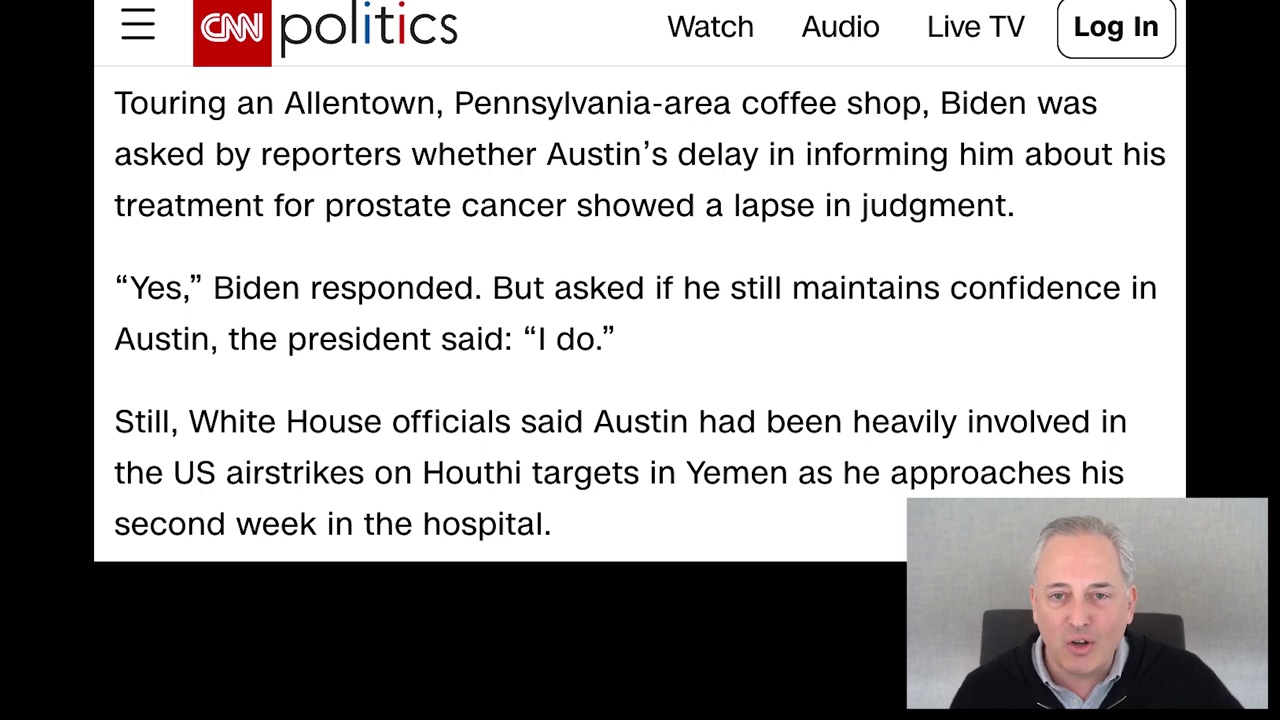 CNN politics Watch Audio Live TV Log In
Touring an Allentown, Pennsylvania-area coffee shop, Biden was
asked by reporters whether Austin’s delay in informing him about his
treatment for prostate cancer showed a lapse in judgment.
“Yes,” Biden responded. But asked if he still maintains confidence in
Austin, the president said: “I do.”
Still, White House officials said Austin had been heavily involved in
the US airstrikes on Houthi targets in Yemen as he approaches his
second week in the hospital.